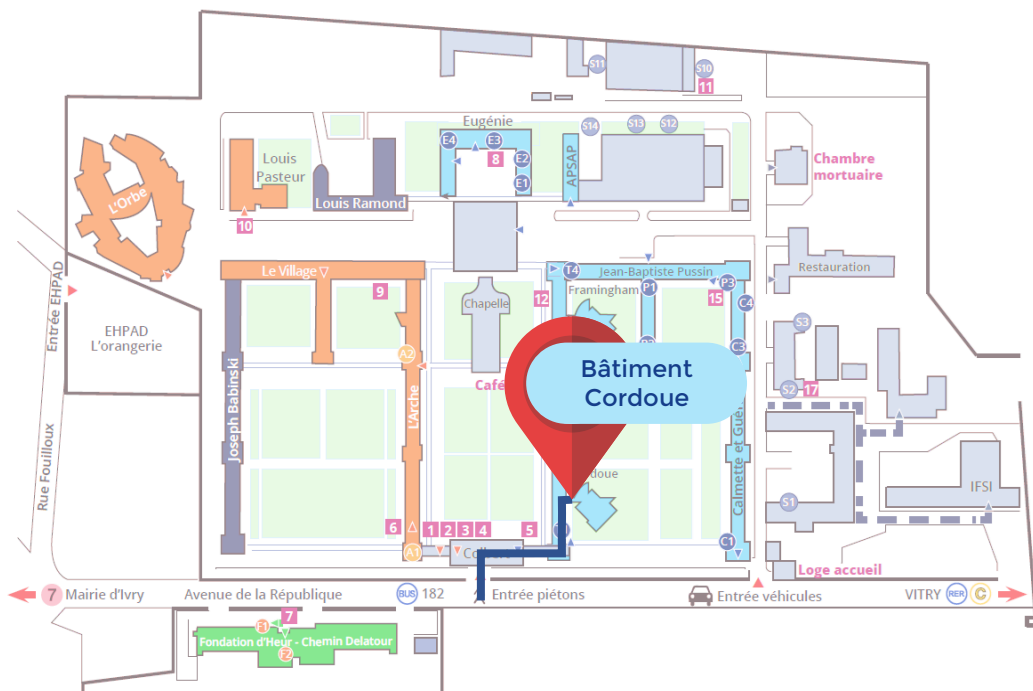 S11
S10
11
Eugénie
S14
S13
S12
E4
E3
8
E2
E1
APSAP
Louis
Pasteur
Louis Ramond
10
L'Orbe
Chambre
mortuaire
Le Village
9
T4
Jean-Baptiste Pussin
Restauration
Framingham
P1
P3
15
12
C4
Chapelle
S3
C3
Entrée EHPAD
EHPAD
L'orangerie
A2
Café
Bâtiment
Cordoue
S2
17
Joseph Babinski
L'Arche
Calmette et Gué
Rue Fouilloux
IFSI
S1
6
1
2
3
4
5
A1
C1
Loge accueil
7
Mairie d'Ivry
Avenue de la République
BUS
182
Entrée piétons
Entrée véhicules
VITRY
RER
C
7
F1
Fondation d'Heur - Chemin Delatour
F2